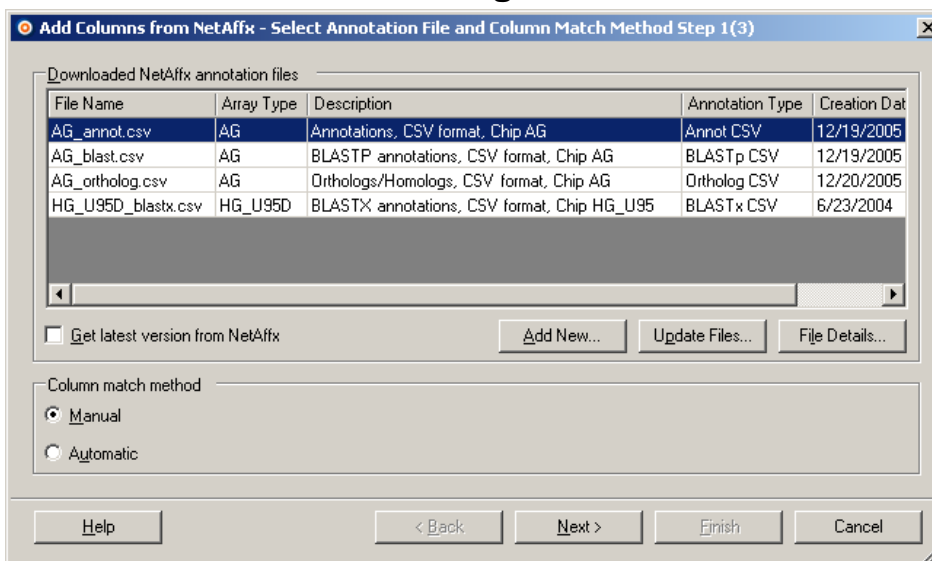 Add Columns from NetAffx - Select Annotation File and Column Match Method Step 1(3)
Downloaded NetAffx annotation files
File Name Array Type Description Annotation Type Creation Dat
AG_annot.csv AG Annotations, CSV format, Chip AG Annot CSV 12/19/2005
AG_blast.csv AG BLASTP annotations, CSV format, Chip AG BLASTp CSV 12/19/2005
AG_ortholog.csv AG Orthologs/Homologs, CSV format, Chip AG Ortholog CSV 12/20/2005
HG_U95D_blastx.csv HG_U95D BLASTX annotations, CSV format, Chip HG_U95 BLASTx CSV 6/23/2004
Get latest version from NetAffx Add New... Update Files... File Details...
Column match method
Manual
Automatic
Help < Back Next > Finish Cancel